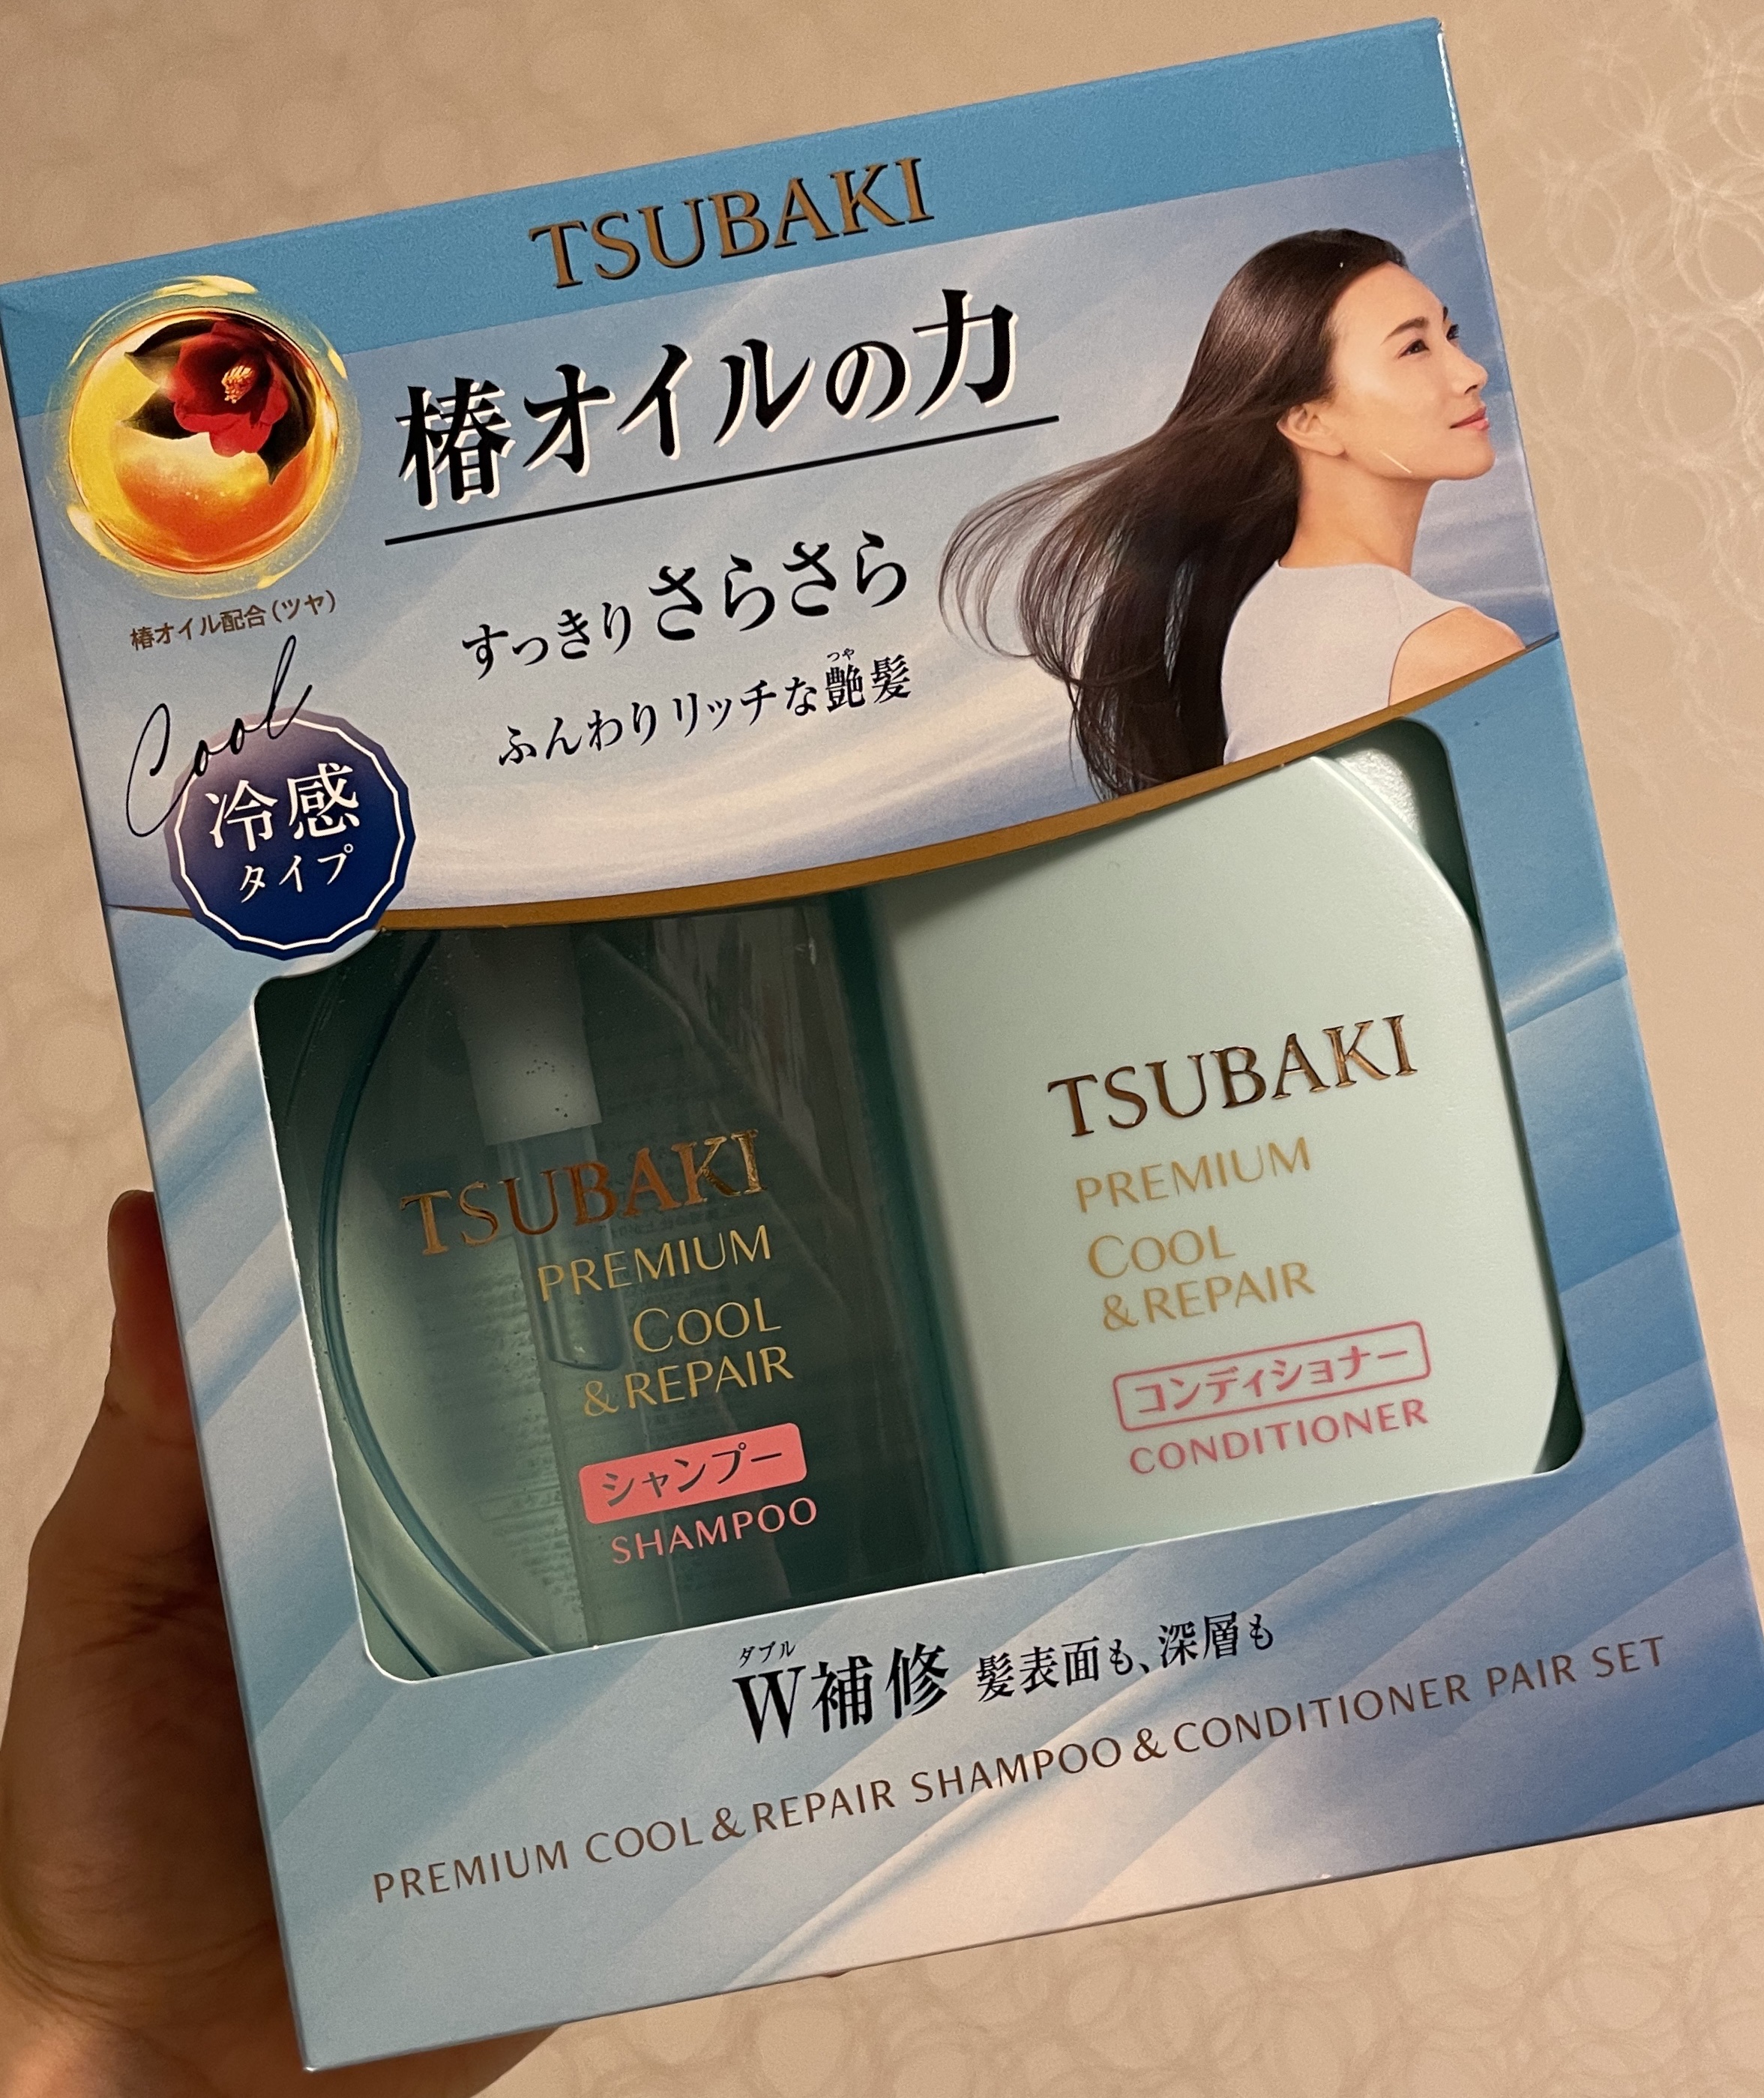 TSUBAKI
椿オイルの力
椿オイル配合(ツヤ)
すっきりさらさら
つや
ふんわりリッチな艶髪
Cool
冷感
タイプ
TSUBAKI
PREMIUM
COOL
&REPAIR
シャンプー
SHAMPOO
TSUBAKI
PREMIUM
COOL
&REPAIR
コンディショナー
CONDITIONER
ダブル
W補修 髪表面も、深層も
PREMIUM COOL&REPAIR SHAMPOO&CONDITIONER PAIR SET